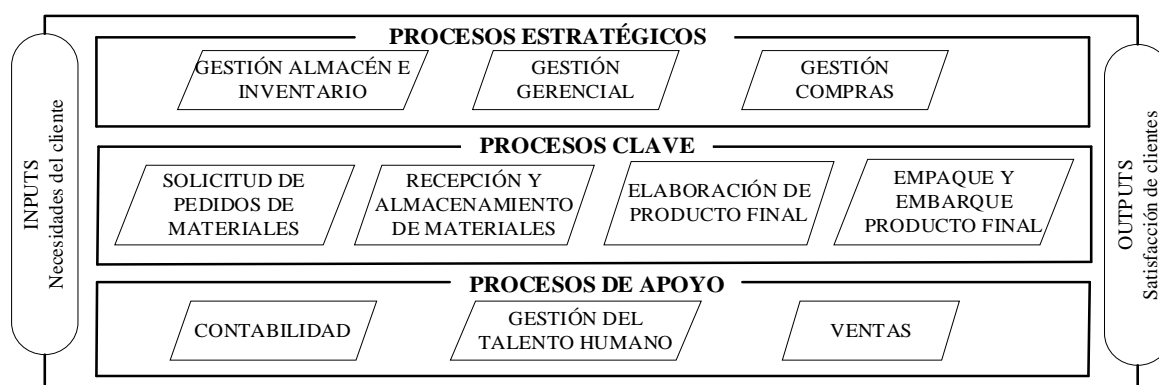 INPUTS
Necesidades del cliente
PROCESOS ESTRATÉGICOS
GESTIÓN ALMACÉN E
INVENTARIO
GESTIÓN
GERENCIAL
GESTIÓN
COMPRAS
PROCESOS CLAVE
SOLICITUD DE
PEDIDOS DE
MATERIALES
RECEPCIÓN Y
ALMACENAMIENTO
DE MATERIALES
ELABORACIÓN DE
PRODUCTO FINAL
EMPAQUE Y
EMBARQUE
PRODUCTO FINAL
PROCESOS DE APOYO
CONTABILIDAD
GESTIÓN DEL
TALENTO HUMANO
VENTAS
OUTPUTS
Satisfacción de clientes